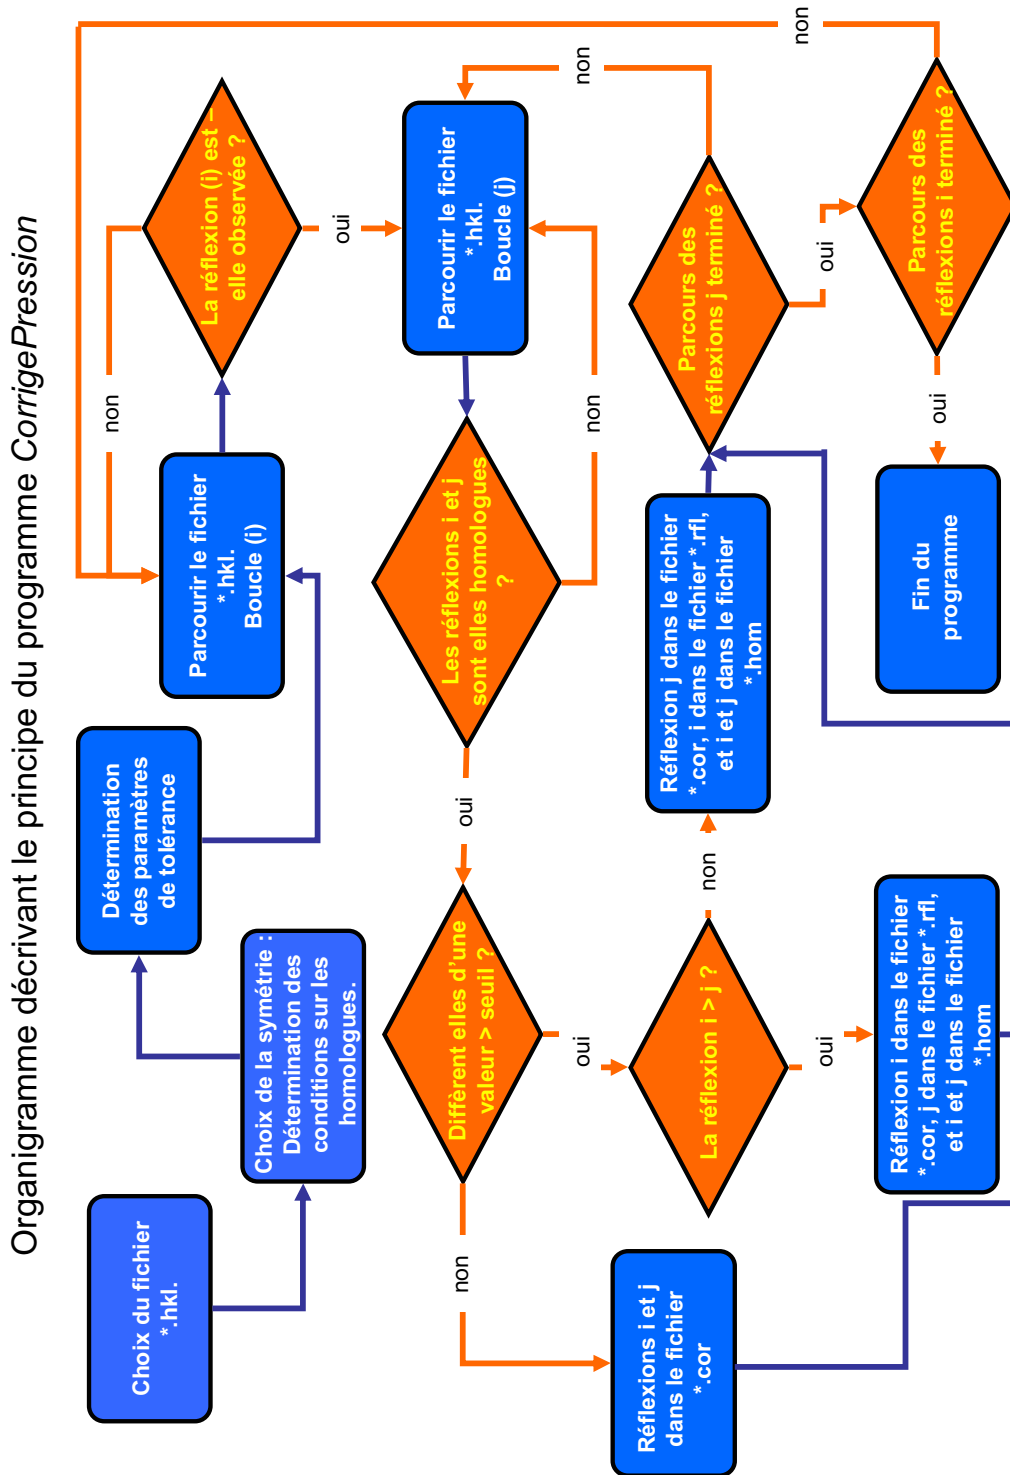 Organigramme décrivant le principe du programme CorrigePression
Choix du fichier
*.hkl.
Choix de la symétrie :
Détermination des
conditions sur les
homologues.
Détermination
des paramètres
de tolérance
Parcourir le fichier
*.hkl.
Boucle (i)
non
La réflexion (i) est –
elle observée ?
oui
Parcourir le fichier
*.hkl.
Boucle (j)
non
Les réflexions i et j
sont elles homologues
?
non
oui
Diffèrent elles d'une
valeur > seuil ?
non
oui
Réflexions i et j
dans le fichier
*.cor
La réflexion i > j ?
non
oui
Réflexion j dans le fichier
*.cor, i dans le fichier *.rfl,
et i et j dans le fichier
*.hom
Réflexion i dans le fichier
*.cor, j dans le fichier *.rfl,
et i et j dans le fichier
*.hom
Parcours des
réflexions j terminé ?
oui
Parcours des
réflexions i terminé ?
non
oui
Fin du
programme